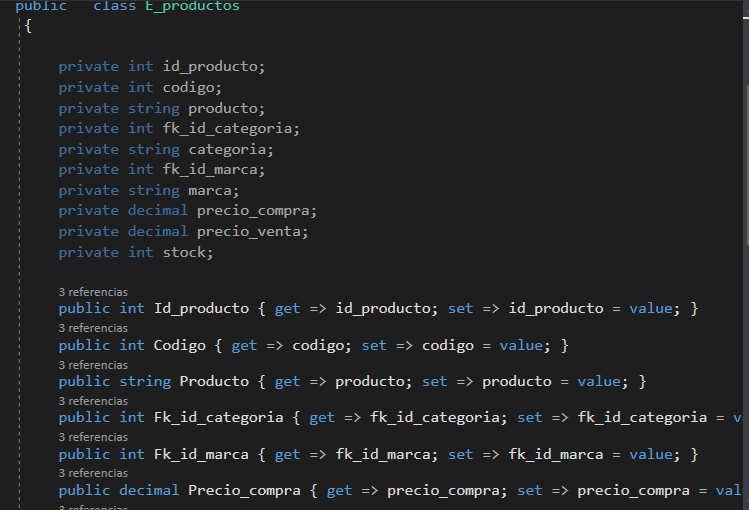 public   class E_productos
{
private int id_producto;
private int codigo;
private string producto;
private int fk_id_categoria;
private string categoria;
private int fk_id_marca;
private string marca;
private decimal precio_compra;
private decimal precio_venta;
private int stock;
3 referencias
public int Id_producto { get => id_producto; set => id_producto = value; }
3 referencias
public int Codigo { get => codigo; set => codigo = value; }
3 referencias
public string Producto { get => producto; set => producto = value; }
3 referencias
public int Fk_id_categoria { get => fk_id_categoria; set => fk_id_categoria = v
3 referencias
public int Fk_id_marca { get => fk_id_marca; set => fk_id_marca = value; }
3 referencias
public decimal Precio_compra { get => precio_compra; set => precio_compra = val
3 referencias